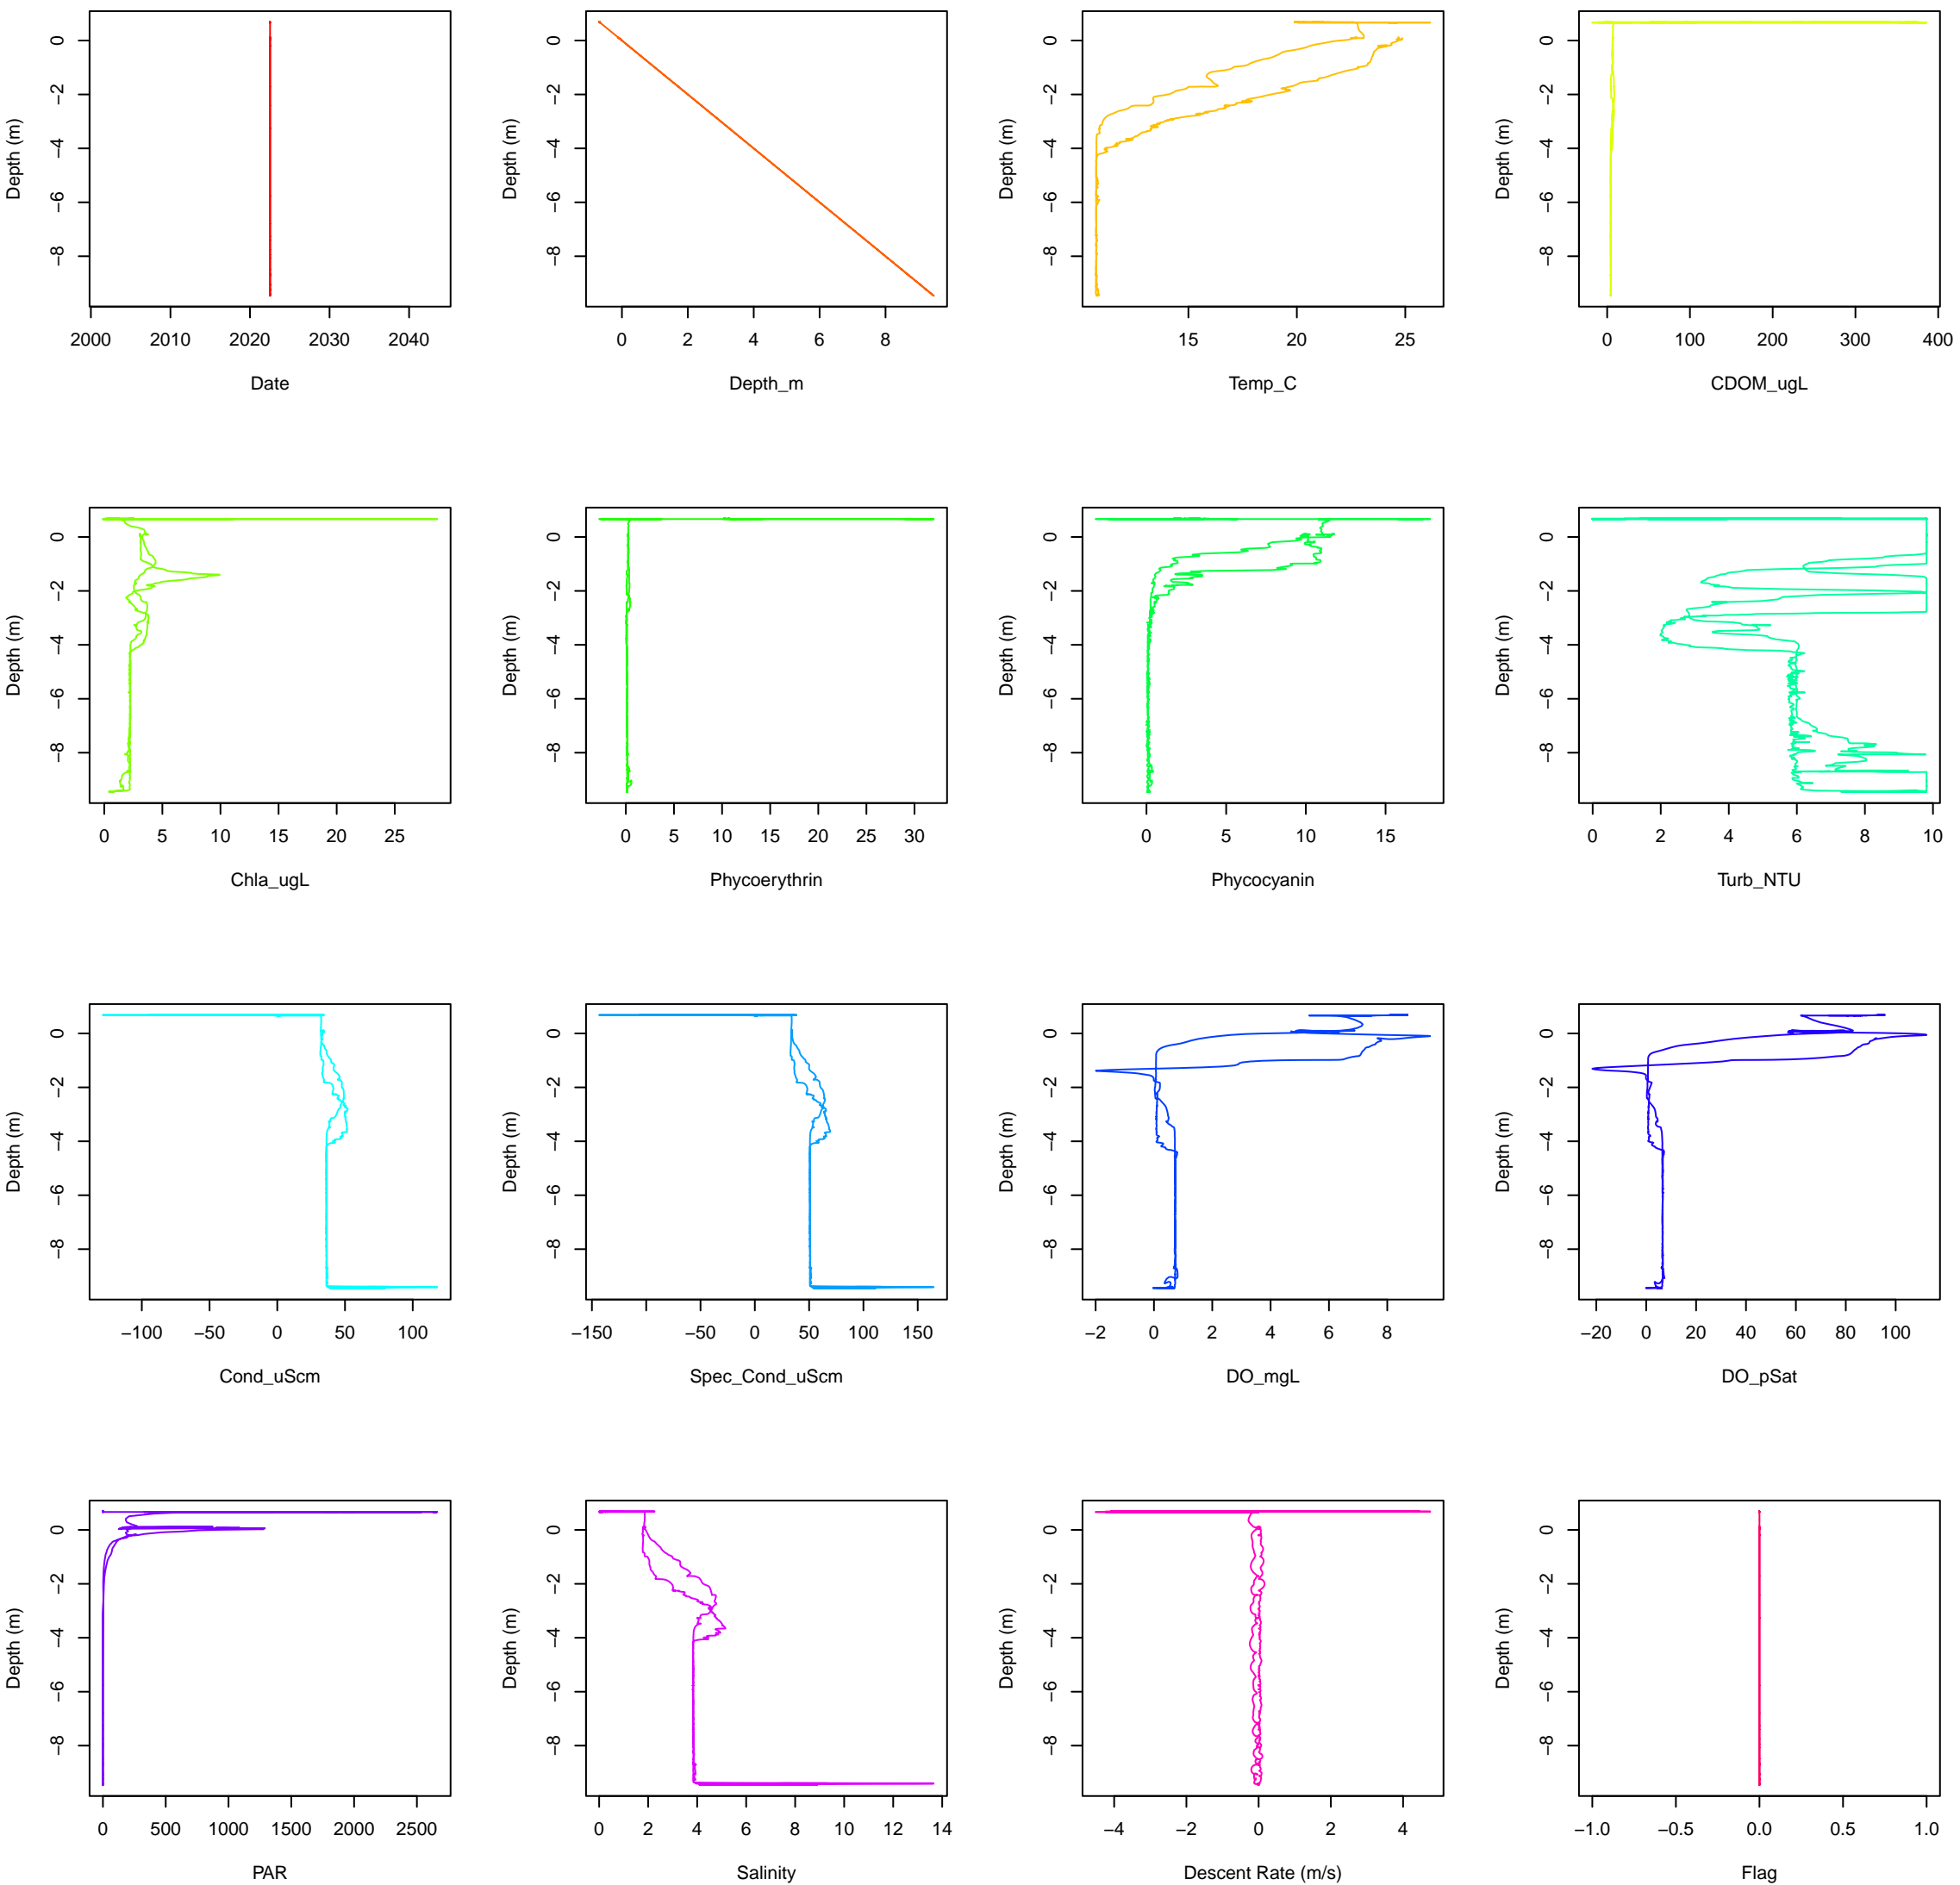 Depth (m)
−8 −6 −4 −2 0
2000 2010 2020 2030 2040
Date
Depth (m)
−8 −6 −4 −2 0
0 2 4 6 8
Depth_m
Depth (m)
−8 −6 −4 −2 0
15 20 25
Temp_C
Depth (m)
−8 −6 −4 −2 0
0 100 200 300 400
CDOM_ugL
Depth (m)
−8 −6 −4 −2 0
0 5 10 15 20 25
Chla_ugL
Depth (m)
−8 −6 −4 −2 0
0 5 10 15 20 25 30
Phycoerythrin
Depth (m)
−8 −6 −4 −2 0
0 5 10 15
Phycocyanin
Depth (m)
−8 −6 −4 −2 0
0 2 4 6 8 10
Turb_NTU
Depth (m)
−8 −6 −4 −2 0
−100 −50 0 50 100
Cond_uScm
Depth (m)
−8 −6 −4 −2 0
−150 −50 0 50 100 150
Spec_Cond_uScm
Depth (m)
−8 −6 −4 −2 0
−2 0 2 4 6 8
DO_mgL
Depth (m)
−8 −6 −4 −2 0
−20 0 20 40 60 80 100
DO_pSat
Depth (m)
−8 −6 −4 −2 0
0 500 1000 1500 2000 2500
PAR
Depth (m)
−8 −6 −4 −2 0
0 2 4 6 8 10 12 14
Salinity
Depth (m)
−8 −6 −4 −2 0
−4 −2 0 2 4
Descent Rate (m/s)
Depth (m)
−8 −6 −4 −2 0
−1.0 −0.5 0.0 0.5 1.0
Flag